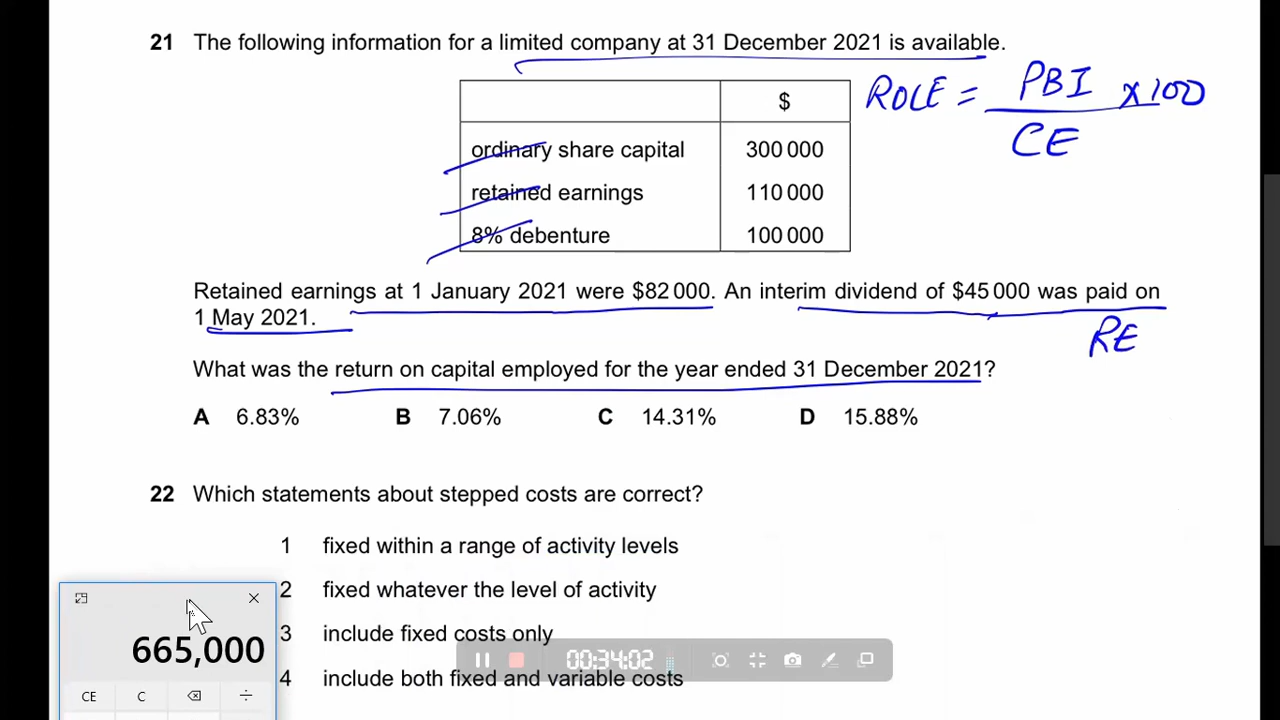 21 The following information for a limited company at 31 December 2021 is available.
$
ordinary share capital 300 000
retained earnings 110 000
8% debenture 100 000
ROCE = PBI / CE × 100
Retained earnings at 1 January 2021 were $82 000. An interim dividend of $45 000 was paid on
1 May 2021.
RE
What was the return on capital employed for the year ended 31 December 2021?
A 6.83% B 7.06% C 14.31% D 15.88%
22 Which statements about stepped costs are correct?
1 fixed within a range of activity levels
2 fixed whatever the level of activity
3 include fixed costs only
4 include both fixed and variable costs
665,000
CE C ÷
00:34:02